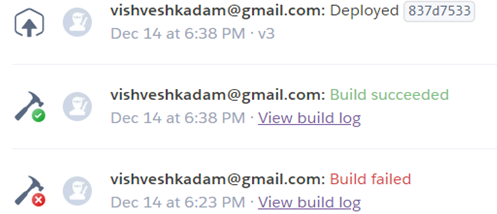 vishveshkadam@gmail.com: Deployed 837d7533
Dec 14 at 6:38 PM · v3
vishveshkadam@gmail.com: Build succeeded
Dec 14 at 6:38 PM · View build log
vishveshkadam@gmail.com: Build failed
Dec 14 at 6:23 PM · View build log